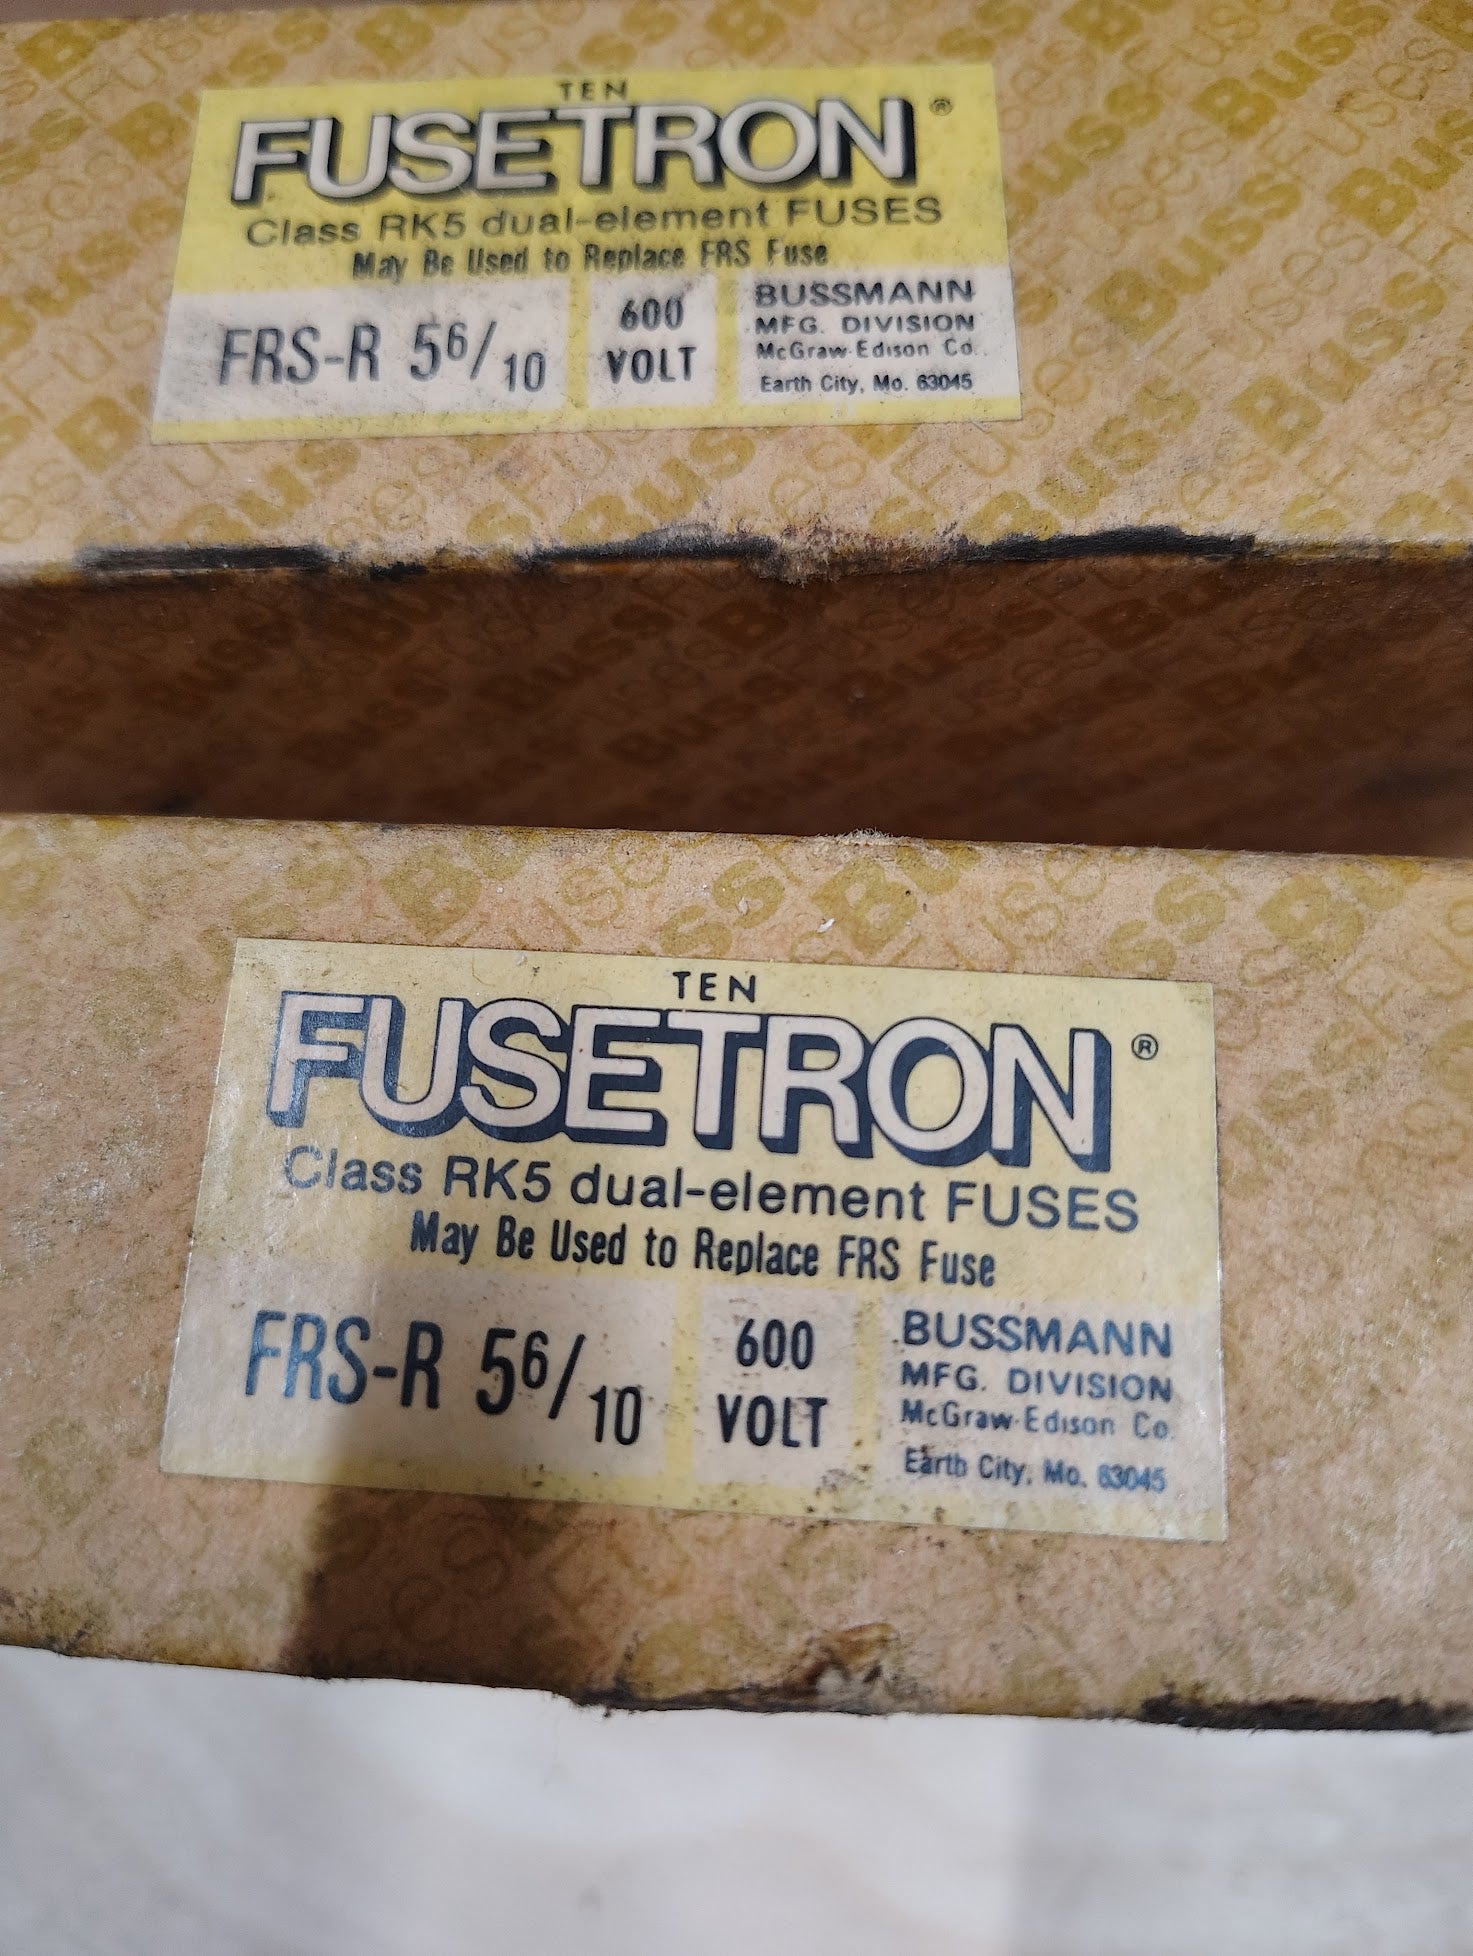 TEN
FUSETRON ®
Class RK5 dual-element FUSES
May Be Used to Replace FRS Fuse
FRS-R 5 6/10
600
VOLT
BUSSMANN
MFG. DIVISION
McGraw-Edison Co.
Earth City, Mo. 63045
TEN
FUSETRON ®
Class RK5 dual-element FUSES
May Be Used to Replace FRS Fuse
FRS-R 5 6/10
600
VOLT
BUSSMANN
MFG. DIVISION
McGraw-Edison Co.
Earth City, Mo. 63045